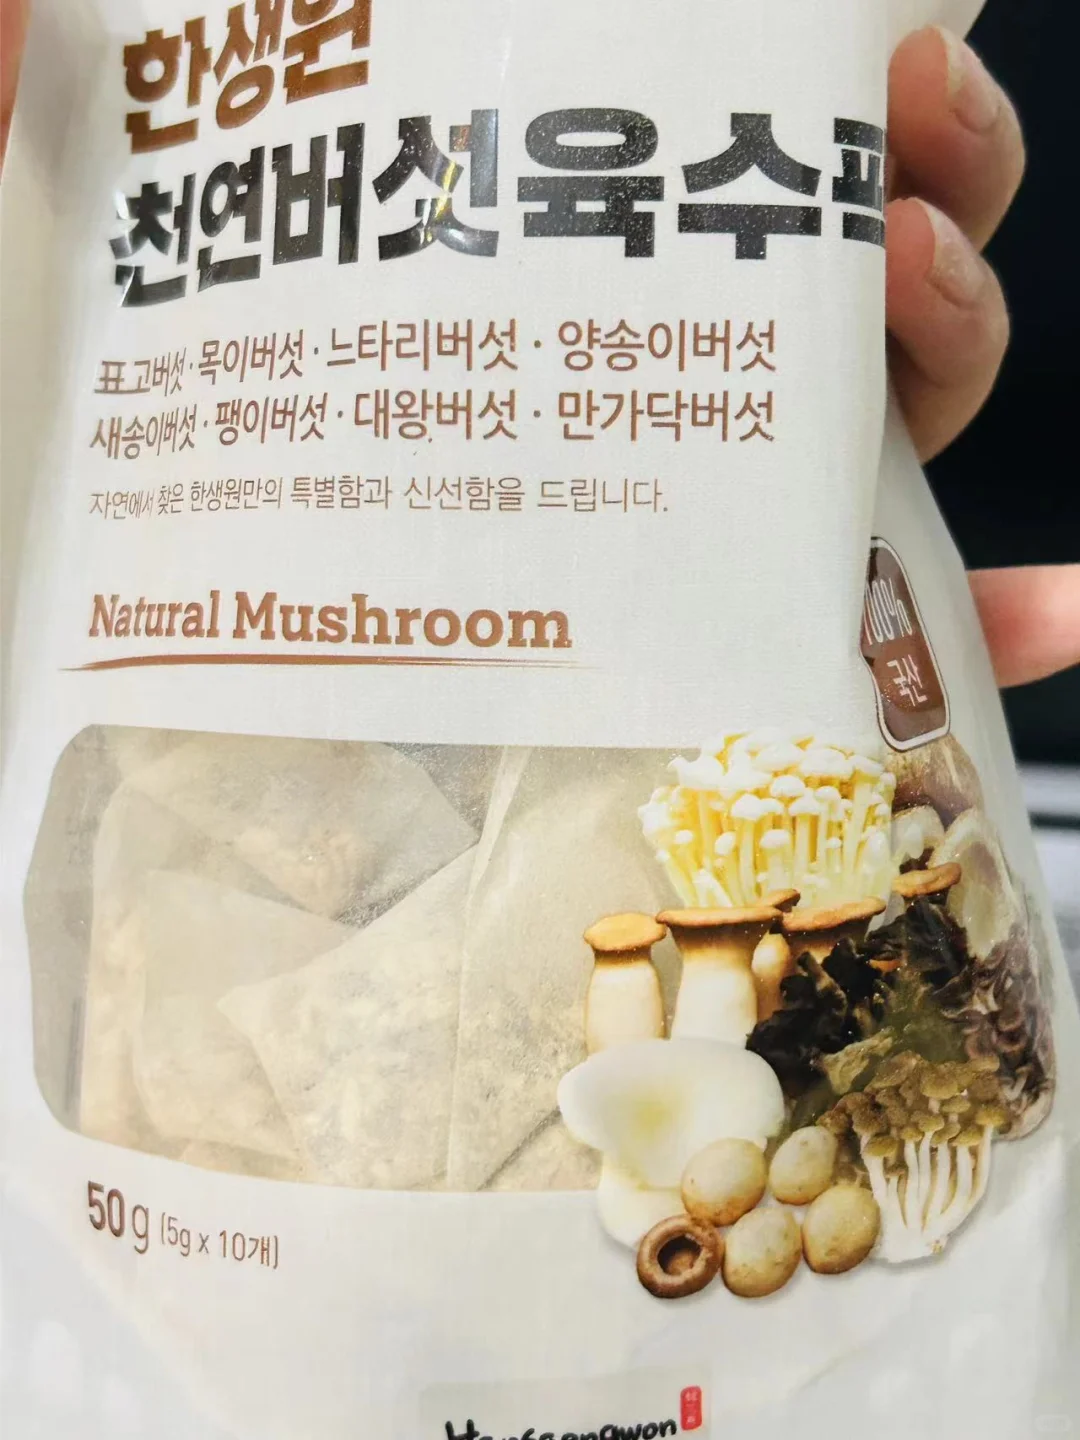 한생원
천연버섯육수
표고버섯·목이버섯·느타리버섯·양송이버섯
새송이버섯·팽이버섯·대왕버섯·만가닥버섯
자연에서 찾은 한생원만의 특별함과 신선함을 드립니다.
Natural Mushroom
100%
국산
50g (5g x 10개)